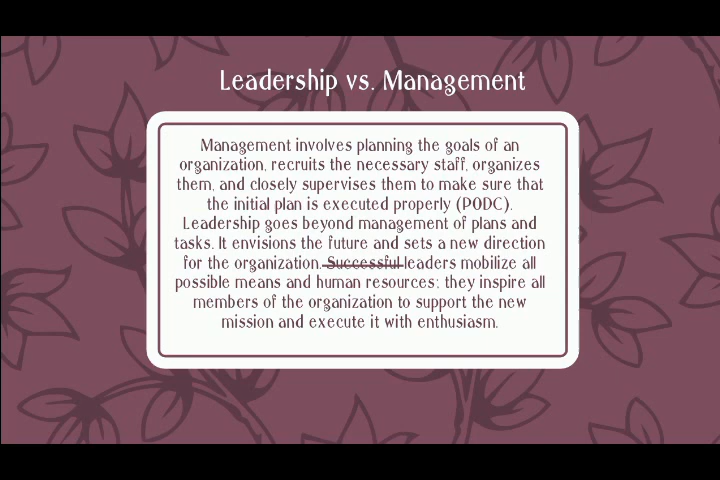 Leadership vs. Management
Management involves planning the goals of an
organization, recruits the necessary staff, organizes
them, and closely supervises them to make sure that
the initial plan is executed properly (PODC).
Leadership goes beyond management of plans and
tasks. It envisions the future and sets a new direction
for the organization. Successful leaders mobilize all
possible means and human resources; they inspire all
members of the organization to support the new
mission and execute it with enthusiasm.